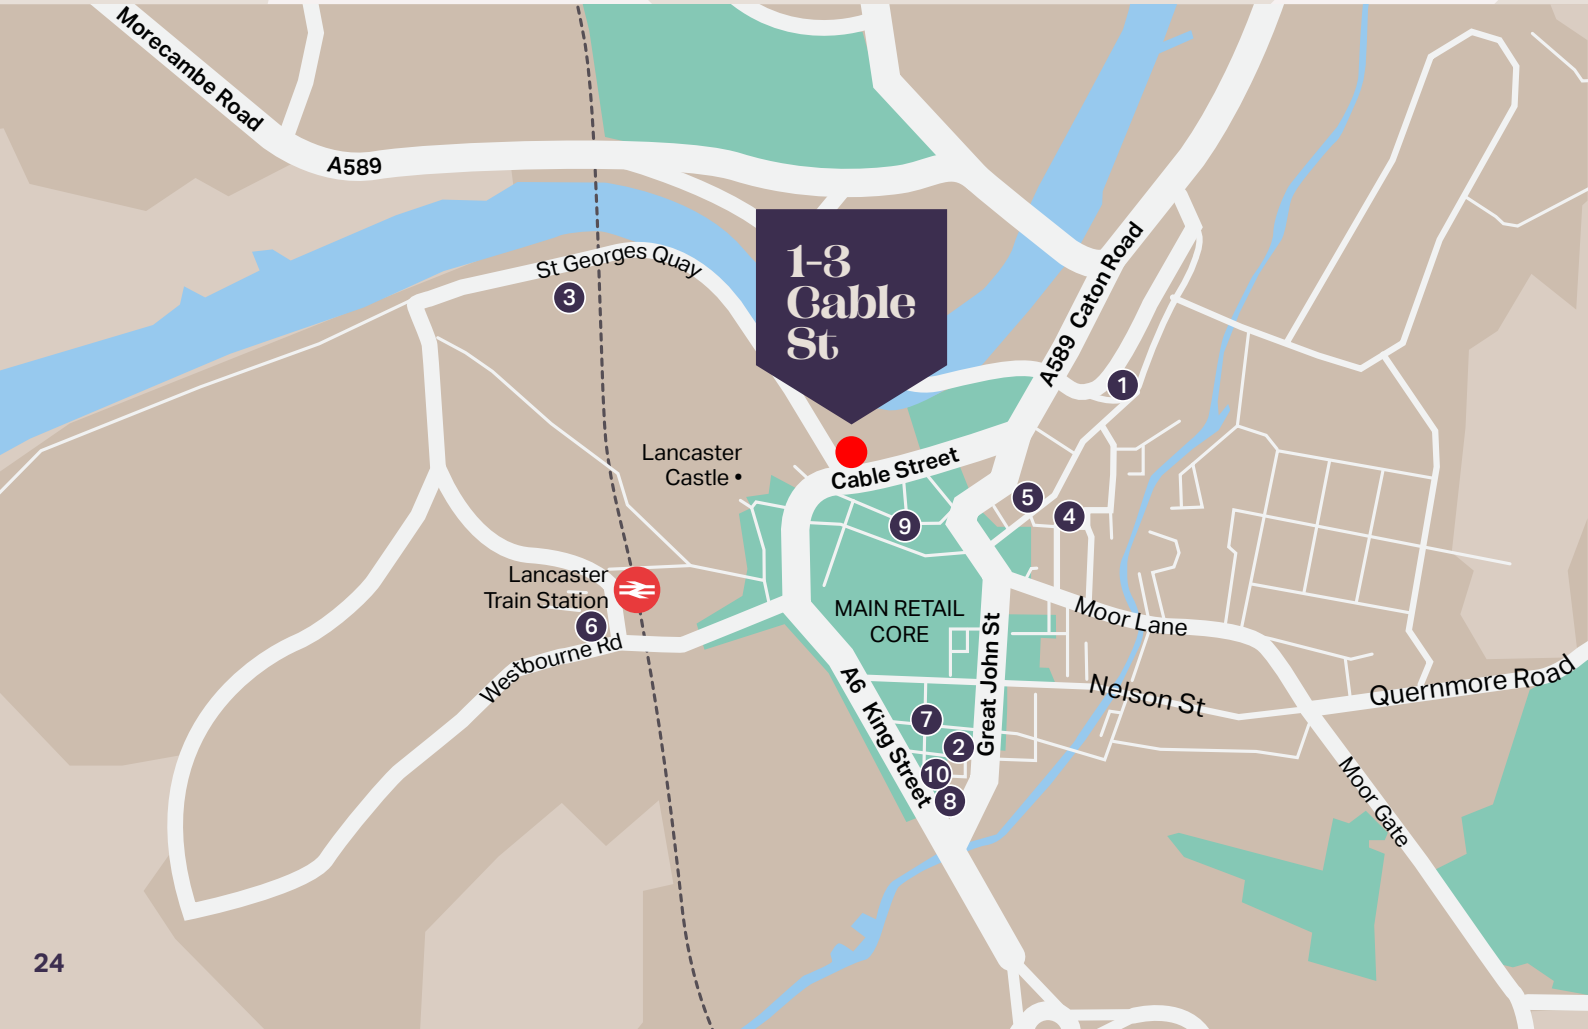 Morecambe Road
A589
St Georges Quay
3
1-3
Cable
St
A589 Caton Road
1
Lancaster
Castle •
Cable Street
5
4
9
Lancaster
Train Station
6
Westbourne Rd
MAIN RETAIL
CORE
Moor Lane
Great John St
Nelson St
Quernmore Road
A6 King Street
7
2
10
8
Moor Gate
24